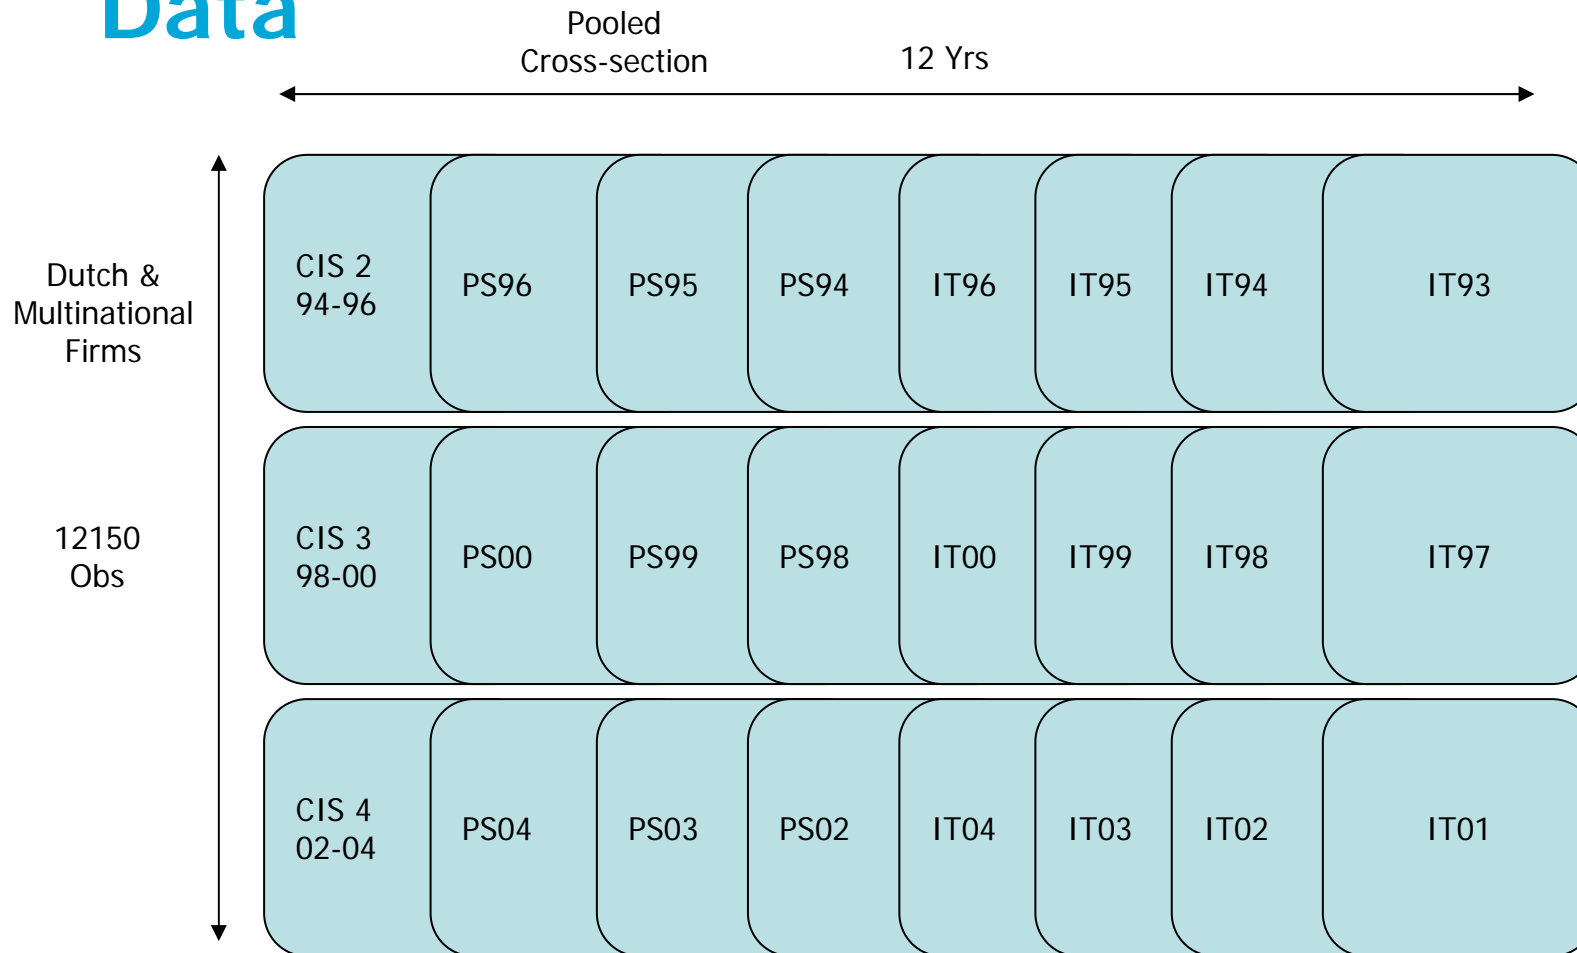 Data
Pooled
Cross-section
12 Yrs
Dutch &
Multinational
Firms
CIS 2
94-96
PS96
PS95
PS94
IT96
IT95
IT94
IT93
12150
Obs
CIS 3
98-00
PS00
PS99
PS98
IT00
IT99
IT98
IT97
CIS 4
02-04
PS04
PS03
PS02
IT04
IT03
IT02
IT01